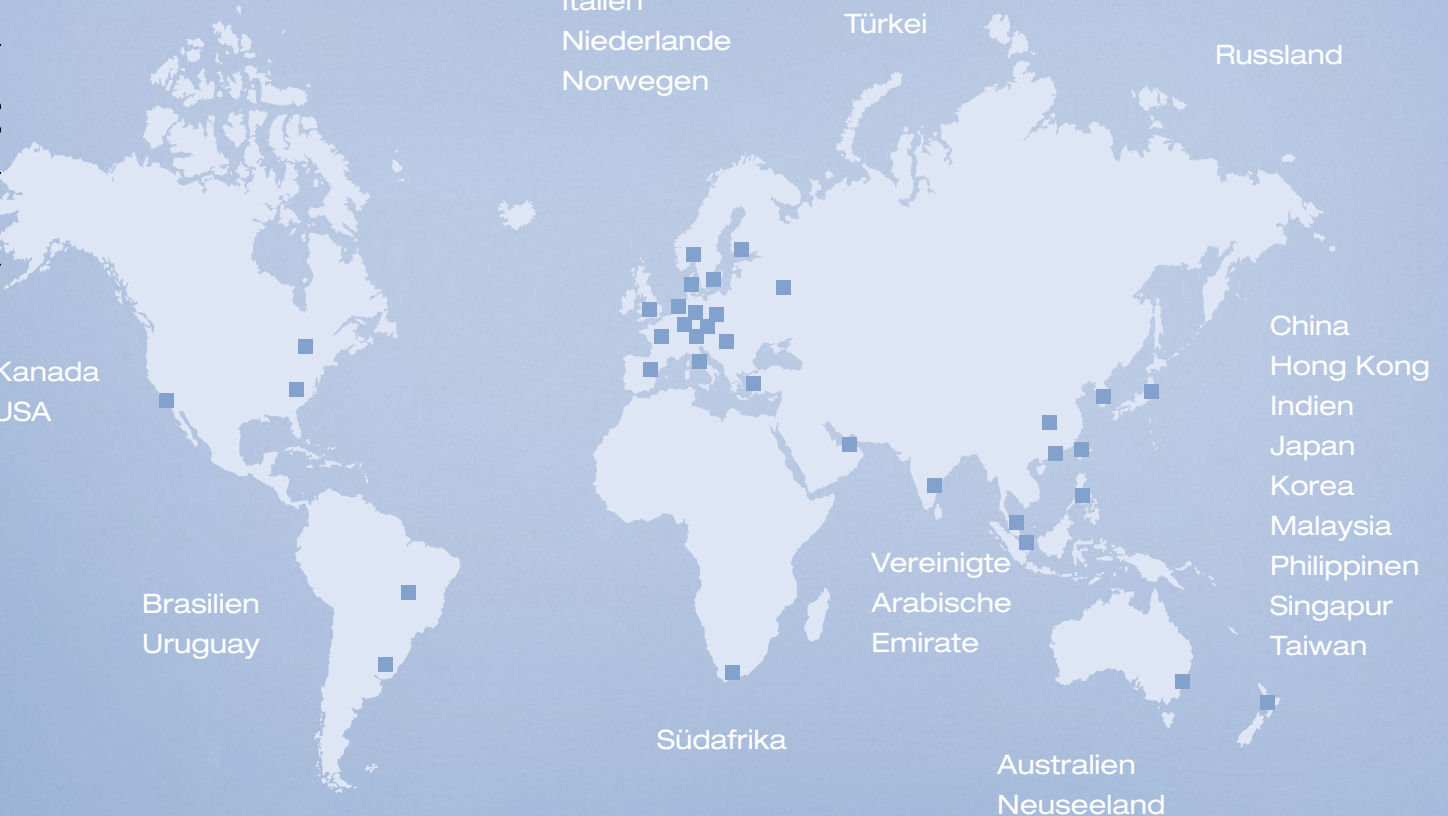 Italien
Niederlande
Norwegen
Türkei
Russland
Kanada
USA
China
Hong Kong
Indien
Japan
Korea
Malaysia
Philippinen
Singapur
Taiwan
Brasilien
Uruguay
Vereinigte
Arabische
Emirate
Südafrika
Australien
Neuseeland